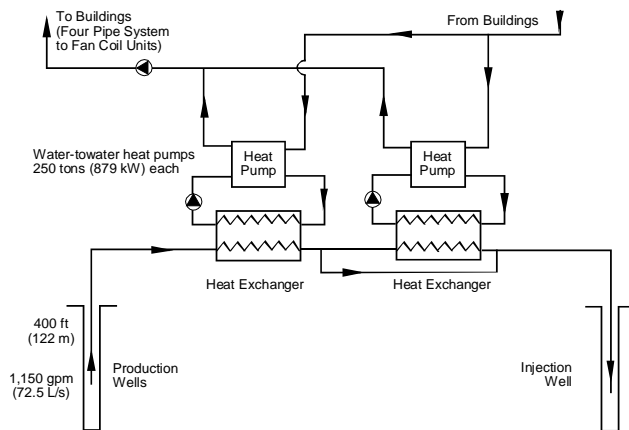 To Buildings
(Four Pipe System
to Fan Coil Units)
From Buildings
Water-towater heat pumps
250 tons (879 kW) each
Heat
Pump
Heat
Pump
Heat Exchanger
Heat Exchanger
400 ft
(122 m)
1,150 gpm
(72.5 L/s)
Production
Wells
Injection
Well